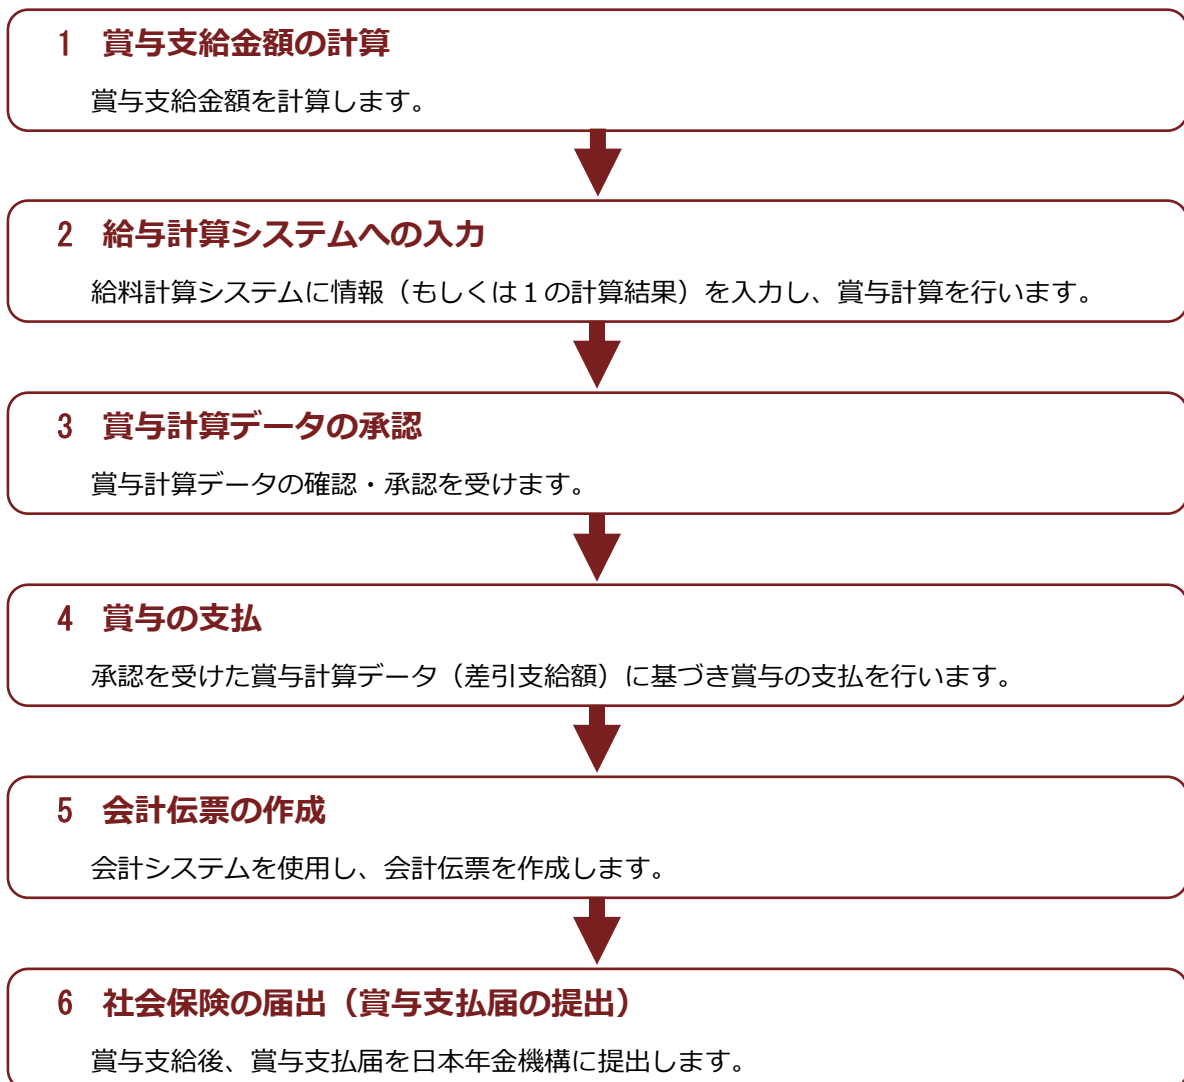 1 賞与支給金額の計算
賞与支給金額を計算します。
2 給与計算システムへの入力
給料計算システムに情報（もしくは１の計算結果）を入力し、賞与計算を行います。
3 賞与計算データの承認
賞与計算データの確認・承認を受けます。
4 賞与の支払
承認を受けた賞与計算データ（差引支給額）に基づき賞与の支払を行います。
5 会計伝票の作成
会計システムを使用し、会計伝票を作成します。
6 社会保険の届出（賞与支払届の提出）
賞与支給後、賞与支払届を日本年金機構に提出します。